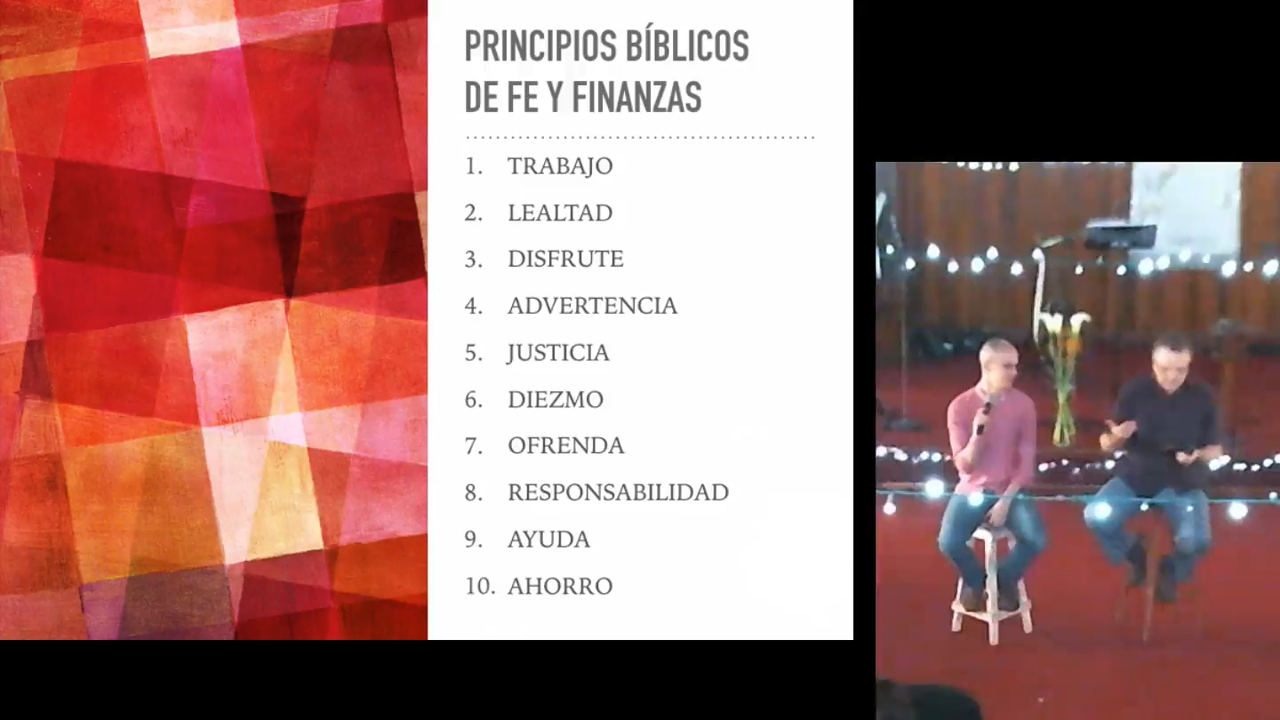 PRINCIPIOS BÍBLICOS
DE FE Y FINANZAS
1. TRABAJO
2. LEALTAD
3. DISFRUTE
4. ADVERTENCIA
5. JUSTICIA
6. DIEZMO
7. OFRENDA
8. RESPONSABILIDAD
9. AYUDA
10. AHORRO